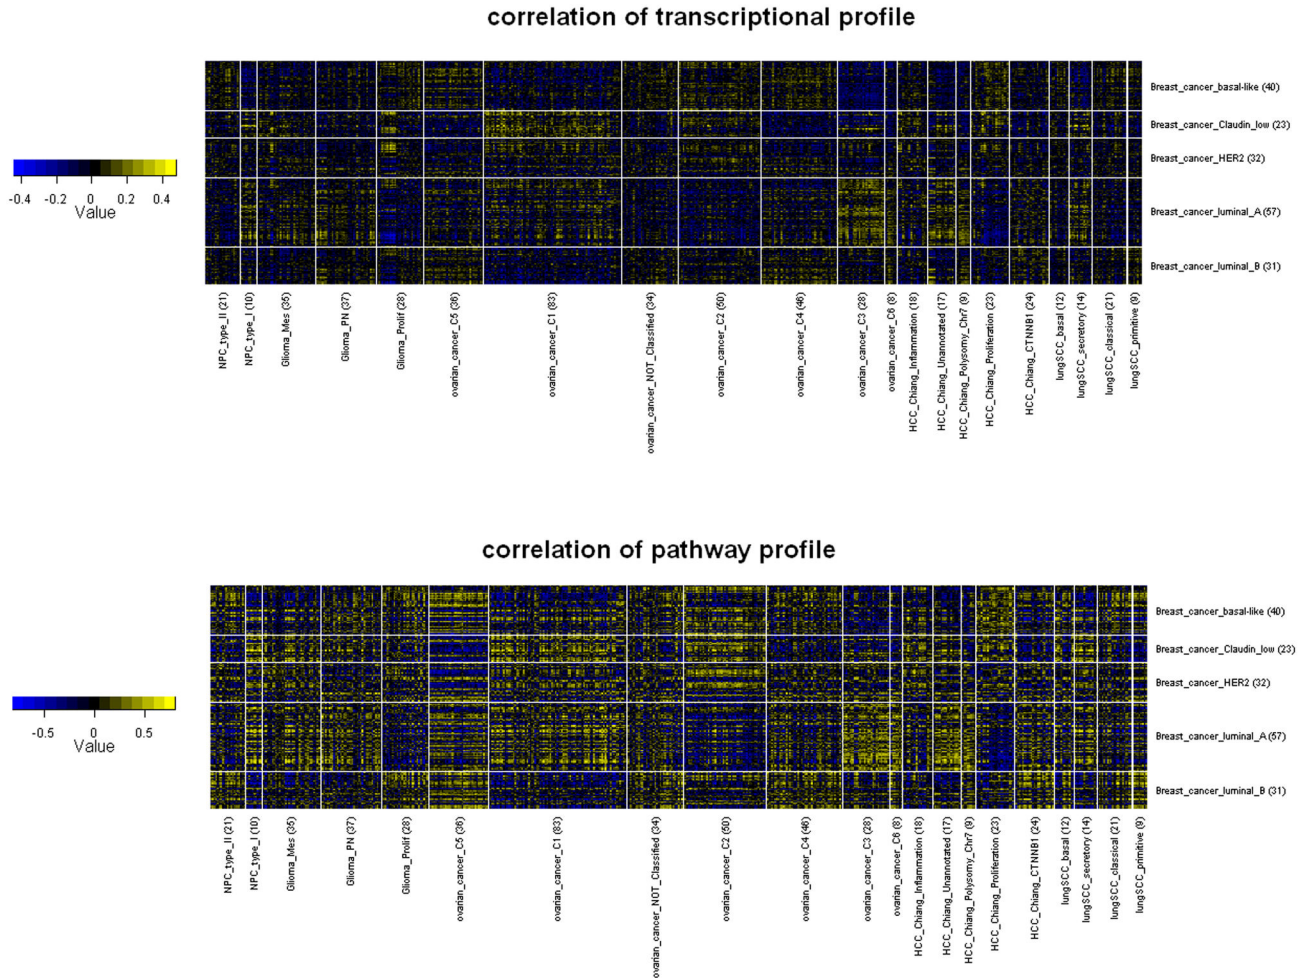 correlation of transcriptional profile
Breast_cancer_basal-like (40)
Breast_cancer_Claudin_low (23)
Breast_cancer_HER2 (32)
Breast_cancer_luminal_A (57)
Breast_cancer_luminal_B (31)
-0.4 -0.2 0 0.2 0.4
Value
NPC_type_II (21)
NPC_type_I (10)
Glioma_Mes (35)
Glioma_PN (37)
Glioma_Prolif (28)
ovarian_cancer_C5 (36)
ovarian_cancer_C1 (83)
ovarian_cancer_NOT_Classified (34)
ovarian_cancer_C2 (50)
ovarian_cancer_C4 (46)
ovarian_cancer_C3 (28)
ovarian_cancer_C6 (8)
HCC_Chiang_Inflammation (18)
HCC_Chiang_Unannotated (17)
HCC_Chiang_Polysomy_Chr7 (9)
HCC_Chiang_Proliferation (23)
HCC_Chiang_CTNNB1 (24)
lungSCC_basal (12)
lungSCC_secretory (14)
lungSCC_classical (21)
lungSCC_primitive (9)
correlation of pathway profile
Breast_cancer_basal-like (40)
Breast_cancer_Claudin_low (23)
Breast_cancer_HER2 (32)
Breast_cancer_luminal_A (57)
Breast_cancer_luminal_B (31)
-0.5 0 0.5
Value
NPC_type_II (21)
NPC_type_I (10)
Glioma_Mes (35)
Glioma_PN (37)
Glioma_Prolif (28)
ovarian_cancer_C5 (36)
ovarian_cancer_C1 (83)
ovarian_cancer_NOT_Classified (34)
ovarian_cancer_C2 (50)
ovarian_cancer_C4 (46)
ovarian_cancer_C3 (28)
ovarian_cancer_C6 (8)
HCC_Chiang_Inflammation (18)
HCC_Chiang_Unannotated (17)
HCC_Chiang_Polysomy_Chr7 (9)
HCC_Chiang_Proliferation (23)
HCC_Chiang_CTNNB1 (24)
lungSCC_basal (12)
lungSCC_secretory (14)
lungSCC_classical (21)
lungSCC_primitive (9)